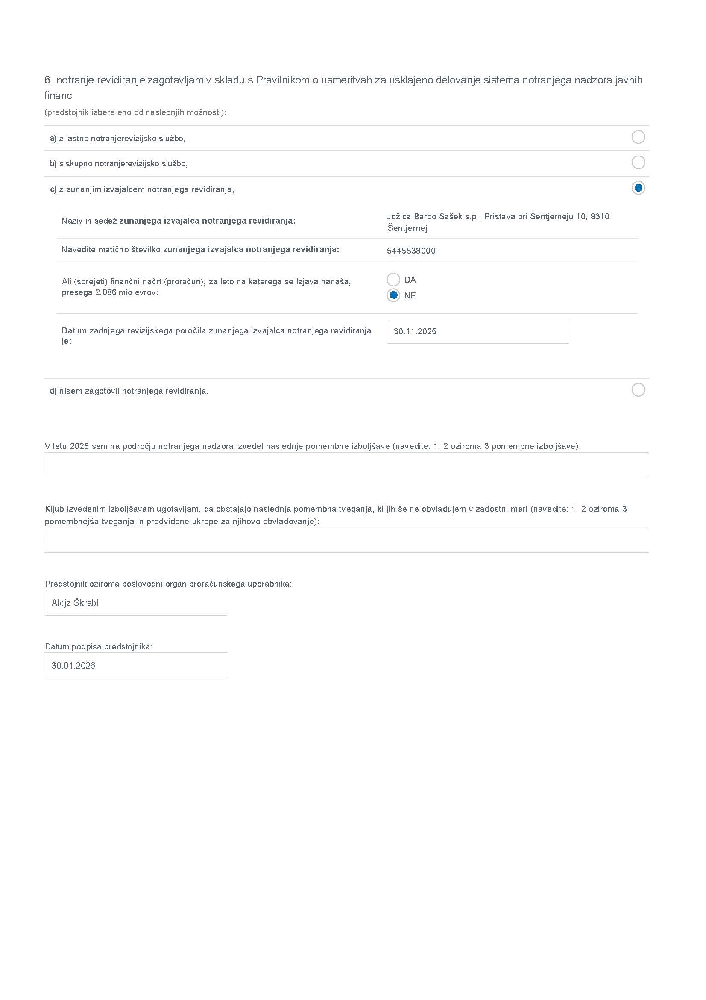 6. notranje revidiranje zagotavljam v skladu s Pravilnikom o usmeritvah za usklajeno delovanje sistema notranjega nadzora javnih
financ
(predstojnik izbere eno od naslednjih možnosti):
a) z lastno notranjerevizijsko službo,
b) s skupno notranjerevizijsko službo,
c) z zunanjim izvajalcem notranjega revidiranja,
Naziv in sedež zunanjega izvajalca notranjega revidiranja:
Jožica Barbo Šašek s.p., Pristava pri Šentjerneju 10, 8310
Šentjernej
Navedite matično številko zunanjega izvajalca notranjega revidiranja:
5445538000
Ali (sprejeti) finančni načrt (proračun), za leto na katerega se Izjava nanaša,
presega 2,086 mio evrov:
DA
NE
Datum zadnjega revizijskega poročila zunanjega izvajalca notranjega revidiranja
je:
30.11.2025
d) nisem zagotovil notranjega revidiranja.
V letu 2025 sem na področju notranjega nadzora izvedel naslednje pomembne izboljšave (navedite: 1, 2 oziroma 3 pomembne izboljšave):
Kljub izvedenim izboljšavam ugotavljam, da obstajajo naslednja pomembna tveganja, ki jih še ne obvladujem v zadostni meri (navedite: 1, 2 oziroma 3
pomembnejša tveganja in predvidene ukrepe za njihovo obvladovanje):
Predstojnik oziroma poslovodni organ proračunskega uporabnika:
Alojz Škrabl
Datum podpisa predstojnika:
30.01.2026